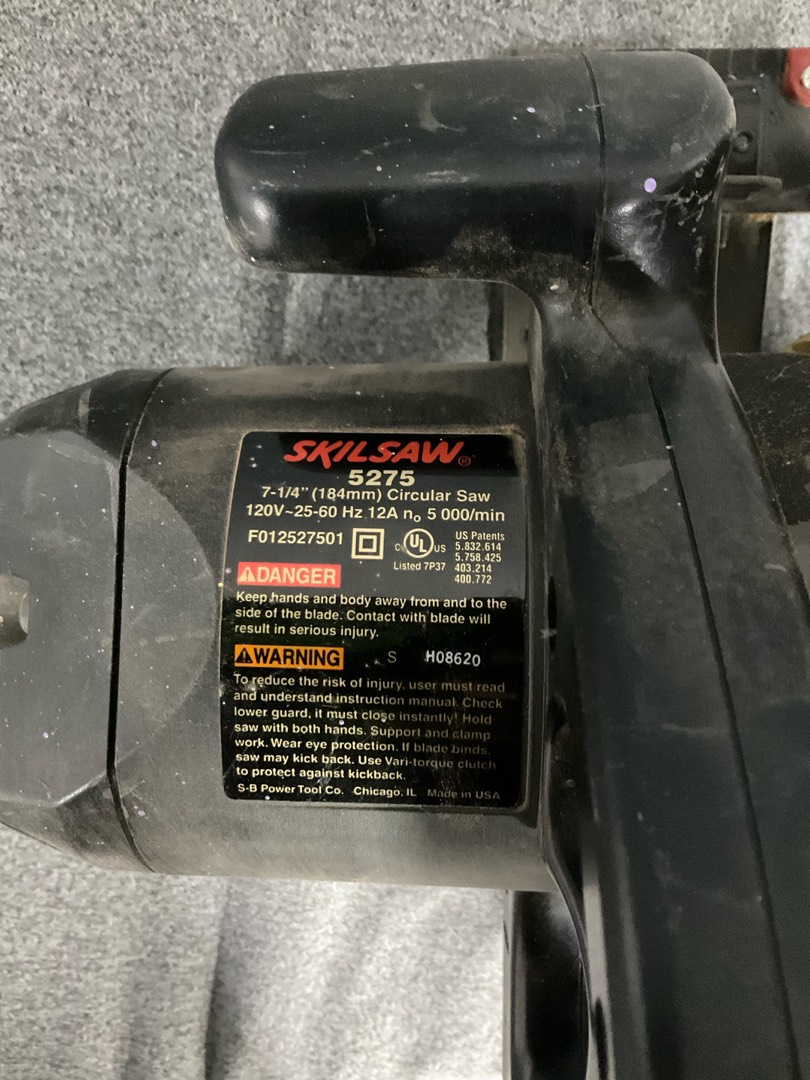 SKILSAW®
5275
7-1/4" (184mm) Circular Saw
120V~25-60 Hz 12A no 5 000/min
F012527501 C UL US Listed 7P37
US Patents
5.832.614
5.758.425
403.214
400.772
DANGER
Keep hands and body away from and to the
side of the blade. Contact with blade will
result in serious injury.
WARNING S H08620
To reduce the risk of injury, user must read
and understand instruction manual. Check
lower guard, it must close instantly! Hold
saw with both hands. Support and clamp
work. Wear eye protection. If blade binds,
saw may kick back. Use Vari-torque clutch
to protect against kickback.
S-B Power Tool Co. Chicago, IL Made in USA